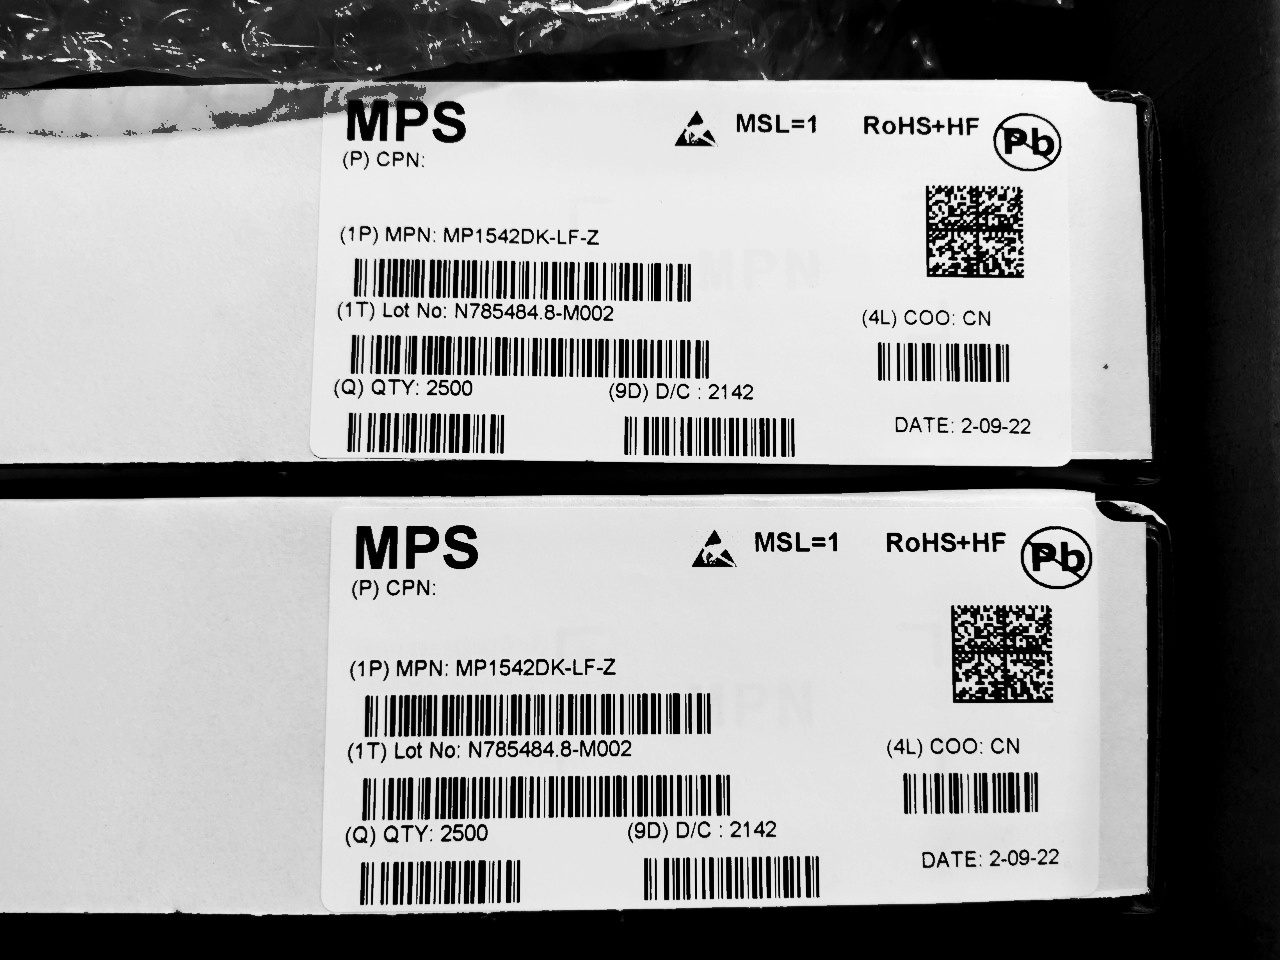 MPS
MSL=1
RoHS+HF
Pb
(P) CPN:
(1P) MPN: MP1542DK-LF-Z
(1T) Lot No: N785484.8-M002
(4L) COO: CN
(Q) QTY: 2500
(9D) D/C : 2142
DATE: 2-09-22
MPS
MSL=1
RoHS+HF
Pb
(P) CPN:
(1P) MPN: MP1542DK-LF-Z
(1T) Lot No: N785484.8-M002
(4L) COO: CN
(Q) QTY: 2500
(9D) D/C : 2142
DATE: 2-09-22